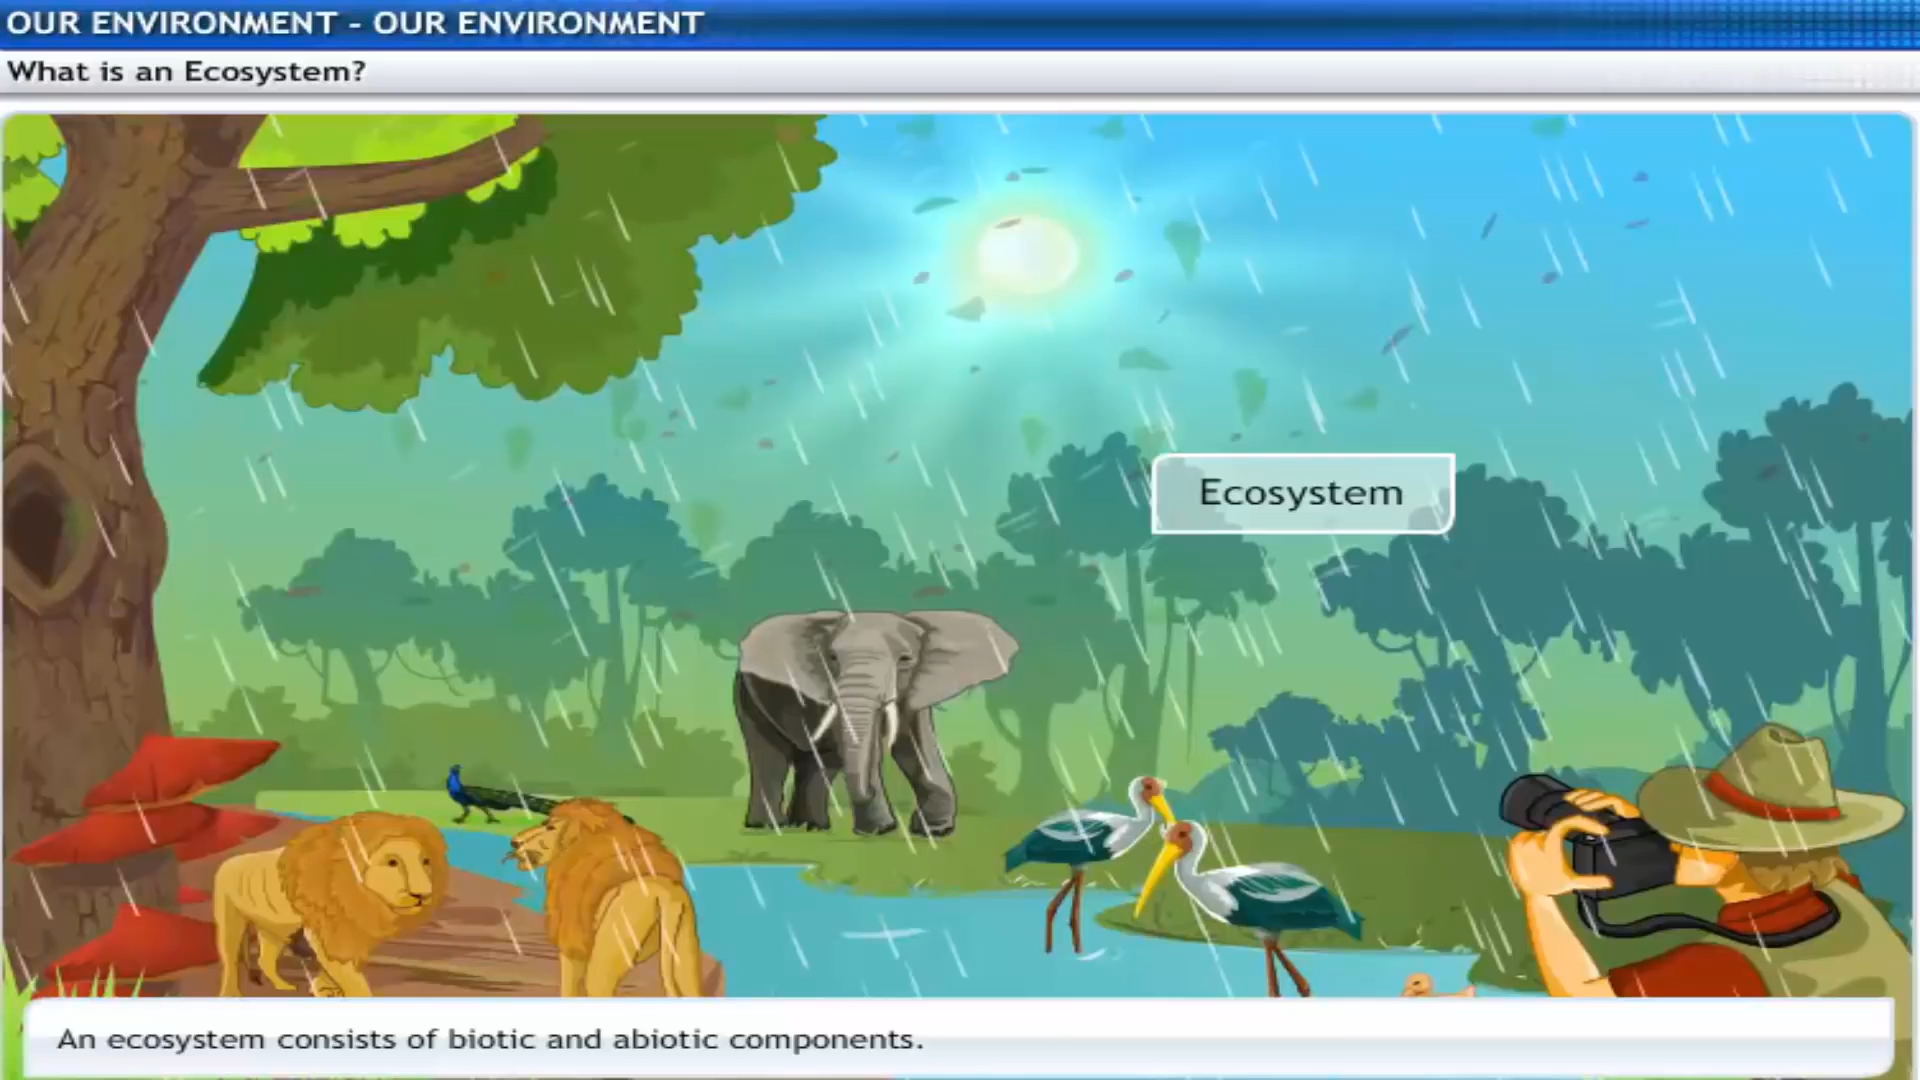 OUR ENVIRONMENT - OUR ENVIRONMENT
What is an Ecosystem?
Ecosystem
An ecosystem consists of biotic and abiotic components.